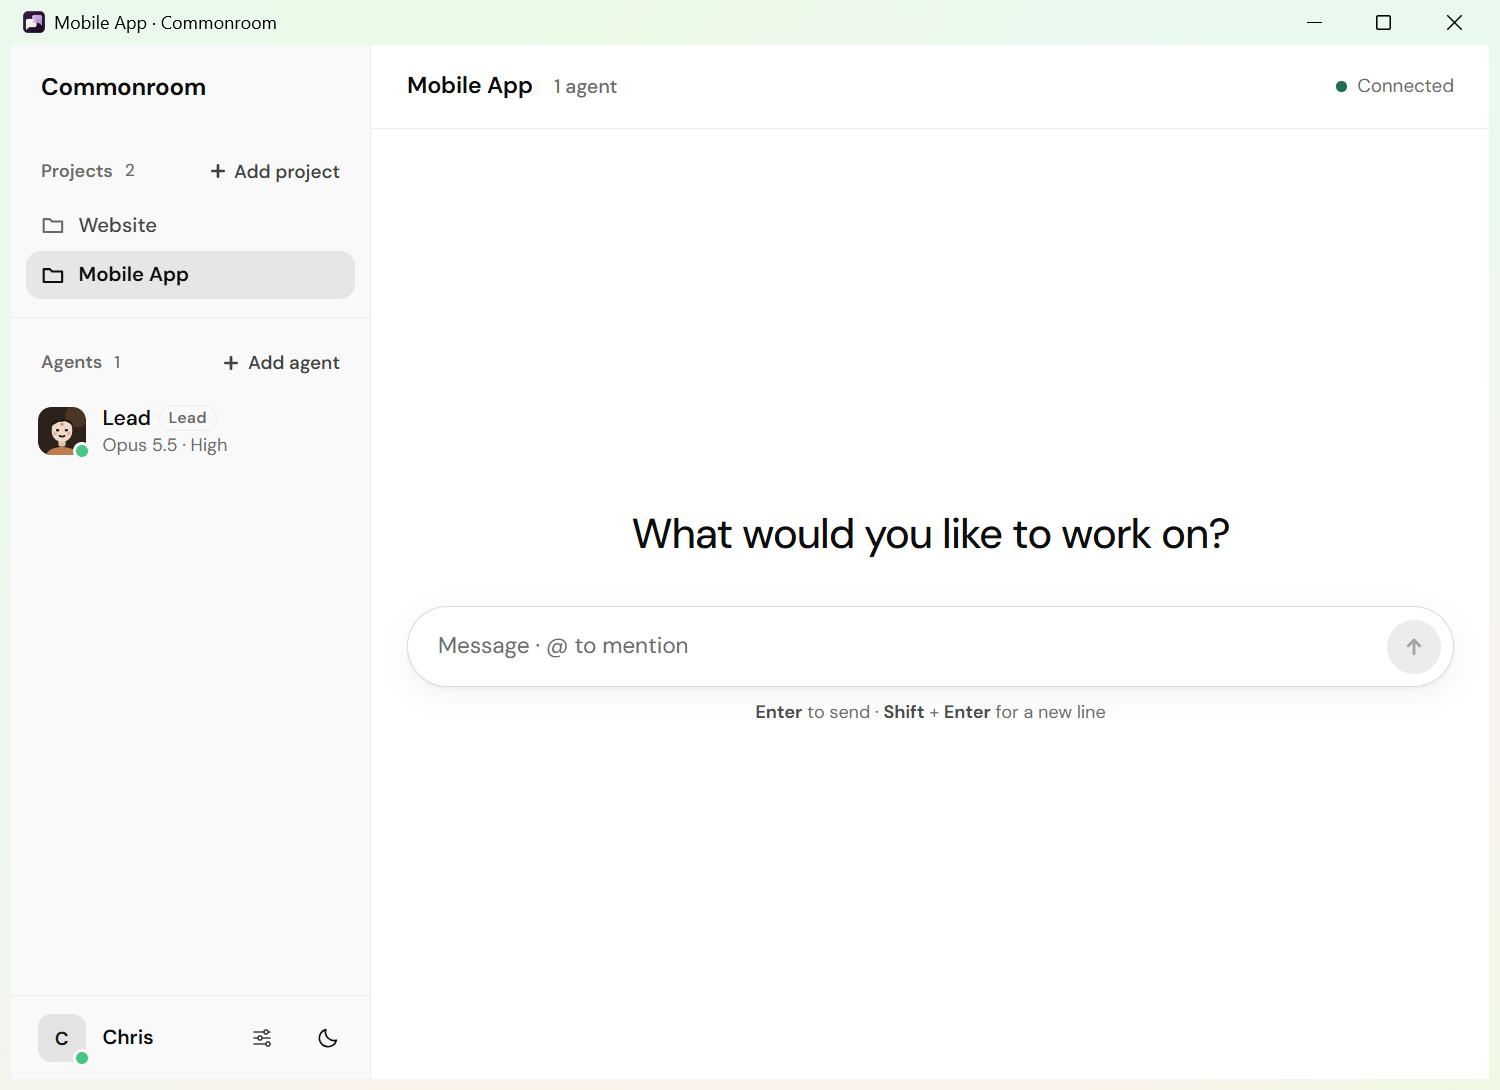 Mobile App · Commonroom
Commonroom
Projects 2
+ Add project
Website
Mobile App
Agents 1
+ Add agent
Lead Lead
Opus 5.5 · High
C
Chris
Mobile App 1 agent
Connected
What would you like to work on?
Message · @ to mention
Enter to send · Shift + Enter for a new line